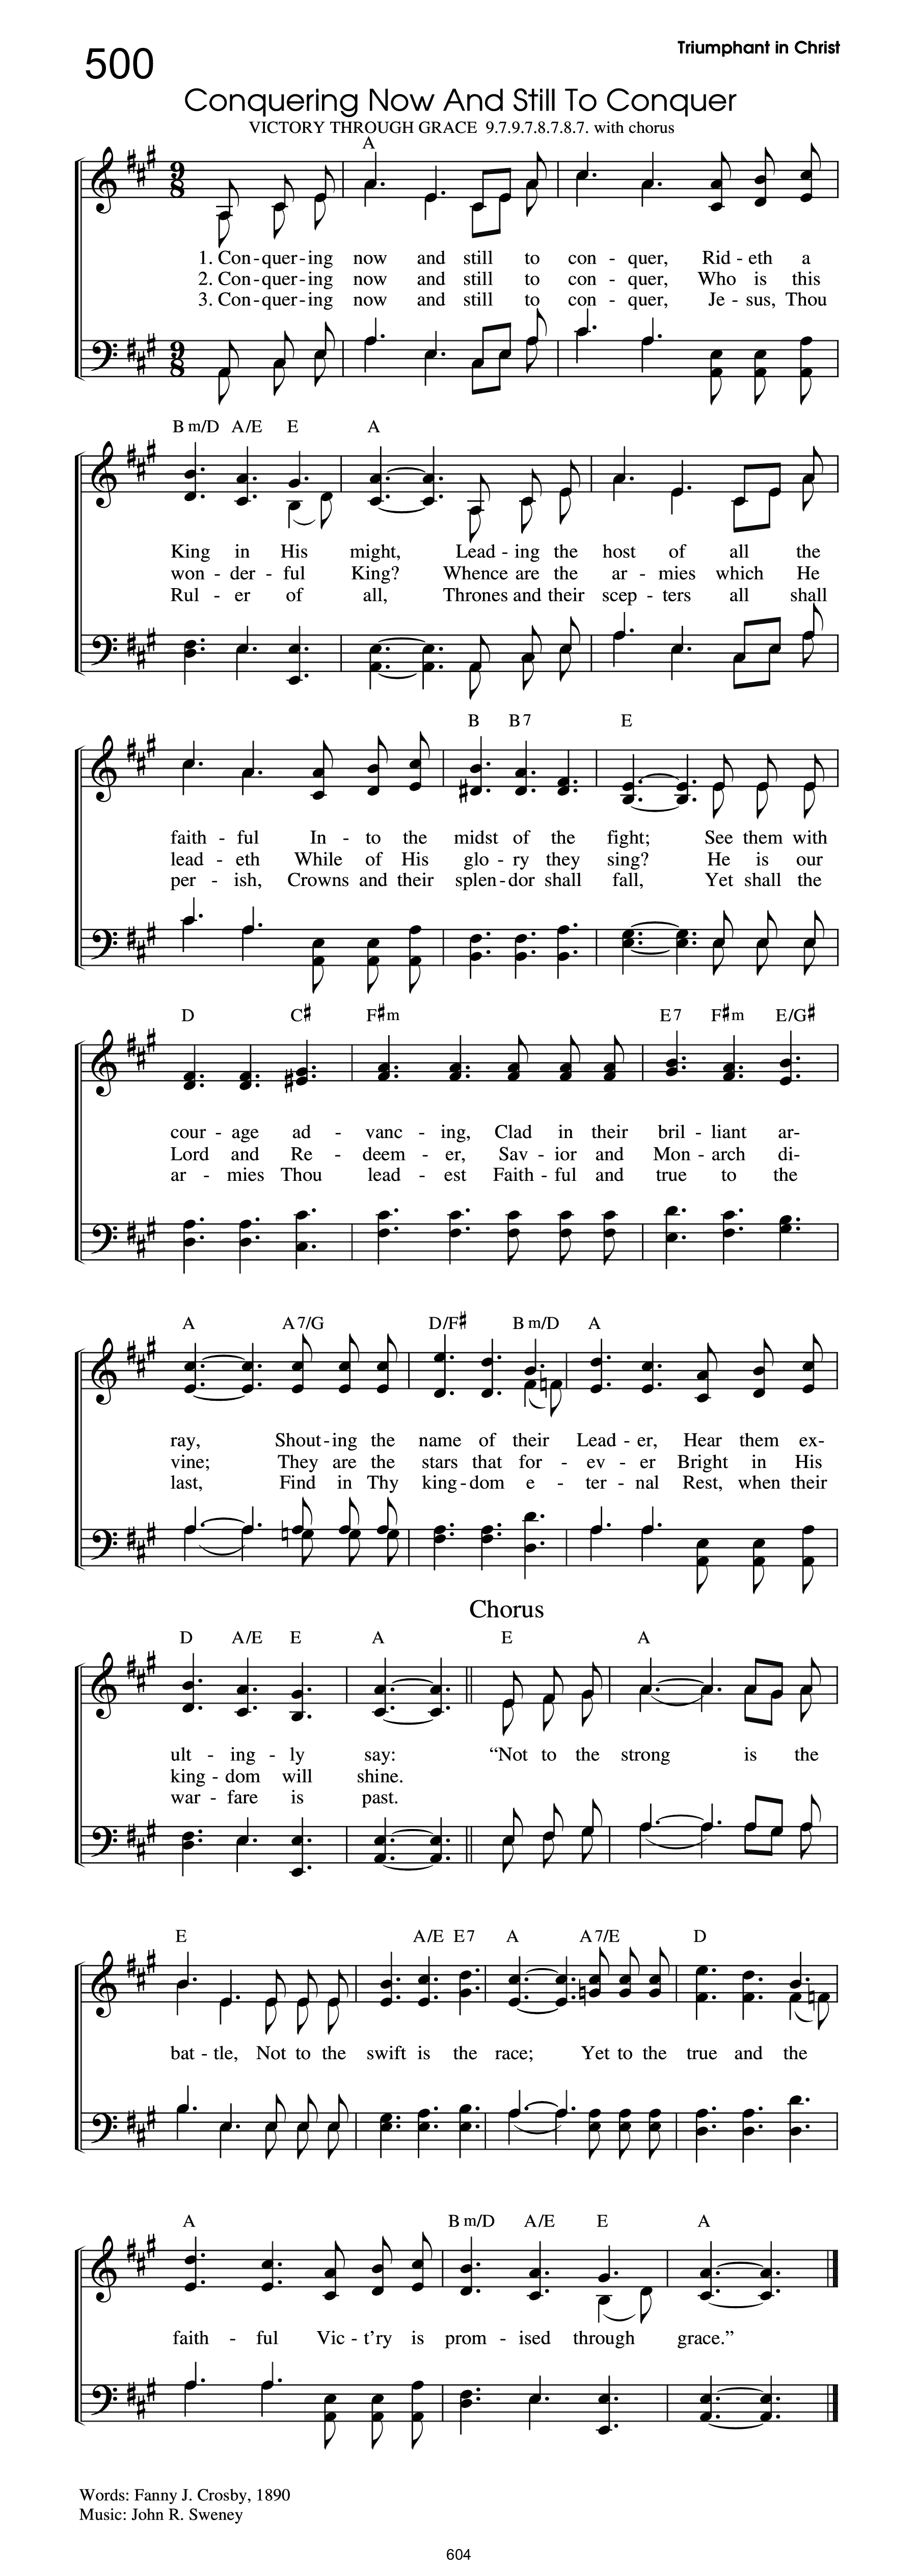 Triumphant in Christ
500
Conquering Now And Still To Conquer
VICTORY THROUGH GRACE 9.7.9.7.8.7.8.7. with chorus
A
9 8
1. Con - quer - ing now and still to con - quer, Rid - eth a
2. Con - quer - ing now and still to con - quer, Who is this
3. Con - quer - ing now and still to con - quer, Je - sus, Thou
9 8
Bm/D A/E E A
King in His might, Lead - ing the host of all the
won - der - ful King? Whence are the ar - mies which He
Rul - er of all, Thrones and their scep - ters all shall
B B7 E
faith - ful In - to the midst of the fight; See them with
lead - eth While of His glo - ry they sing? He is our
per - ish, Crowns and their splen - dor shall fall, Yet shall the
D C# F#m E7 F#m E/G#
cour - age ad - vanc - ing, Clad in their bril - liant ar-
Lord and Re - deem - er, Sav - ior and Mon - arch di-
ar - mies Thou lead - est Faith - ful and true to the
A A7/G D/F# Bm/D A
ray, Shout - ing the name of their Lead - er, Hear them ex-
vine; They are the stars that for - ev - er Bright in His
last, Find in Thy king - dom e - ter - nal Rest, when their
Chorus
D A/E E A E A
ult - ing - ly say: “Not to the strong is the
king - dom will shine.
war - fare is past.
E A/E E7 A A7/E D
bat - tle, Not to the swift is the race; Yet to the true and the
A Bm/D A/E E A
faith - ful Vic - t’ry is prom - ised through grace.”
Words: Fanny J. Crosby, 1890
Music: John R. Sweney
604